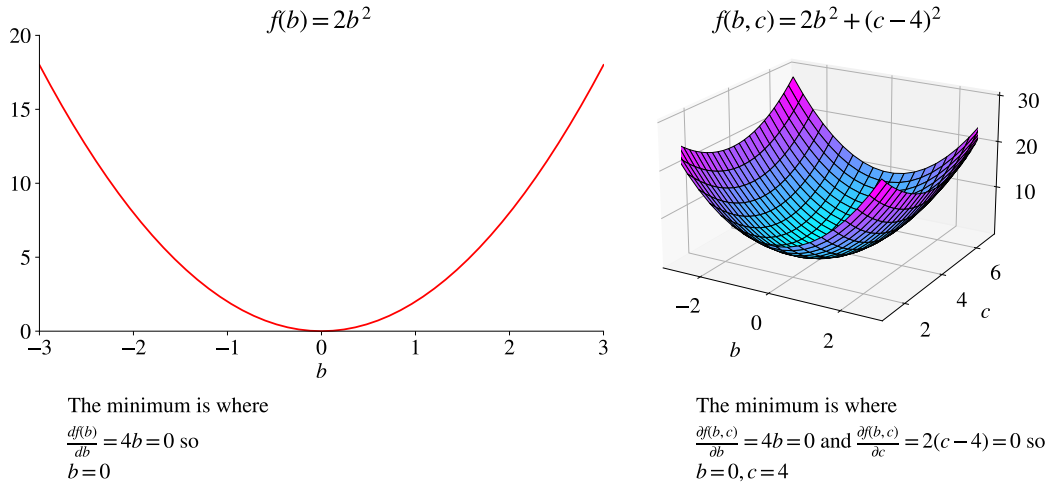 f(b) = 2b²
20
15
10
5
0
−3
−2
−1
0
1
2
3
b
The minimum is where
df(b)/db = 4b = 0 so
b = 0
f(b, c) = 2b² + (c − 4)²
30
20
10
−2
0
2
b
2
4
6
c
The minimum is where
∂f(b, c)/∂b = 4b = 0 and ∂f(b, c)/∂c = 2(c − 4) = 0 so
b = 0, c = 4